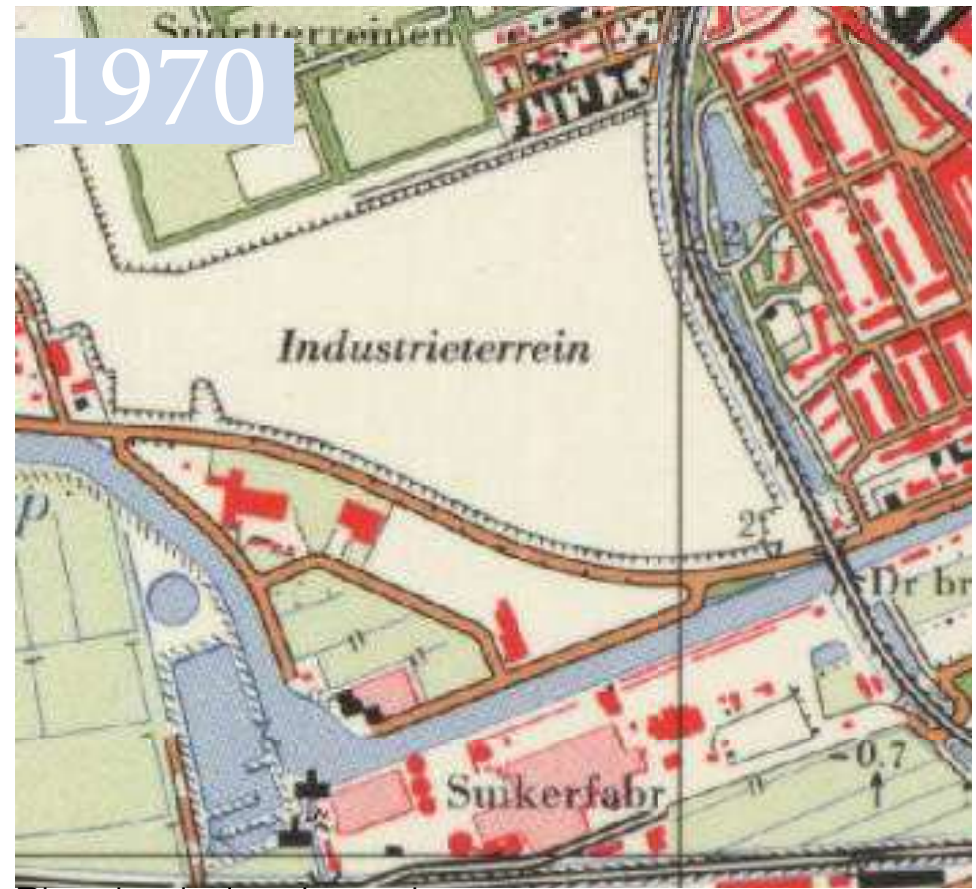 Sportterreinen
1970
2
Industrieterrein
p
2
Dr br
-0.7
Suikerfabr